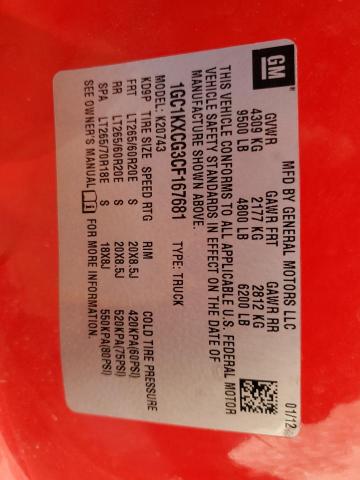 GM
MFD BY GENERAL MOTORS LLC
01/12
GVWR GAWR FRT GAWR RR
4309 KG 2177 KG 2812 KG
9500 LB 4800 LB 6200 LB
THIS VEHICLE CONFORMS TO ALL APPLICABLE U.S. FEDERAL MOTOR
VEHICLE SAFETY STANDARDS IN EFFECT ON THE DATE OF
MANUFACTURE SHOWN ABOVE.
1GC1KXCG3CF167681 TYPE: TRUCK
MODEL: K20743
KD9P TIRE SIZE SPEED RTG RIM COLD TIRE PRESSURE
FRT LT265/60R20E S 20X8.5J 420KPA(60PSI)
RR LT265/60R20E S 20X8.5J 520KPA(75PSI)
SPA LT265/70R18E S 18X8J 550KPA(80PSI)
SEE OWNER'S MANUAL i FOR MORE INFORMATION.